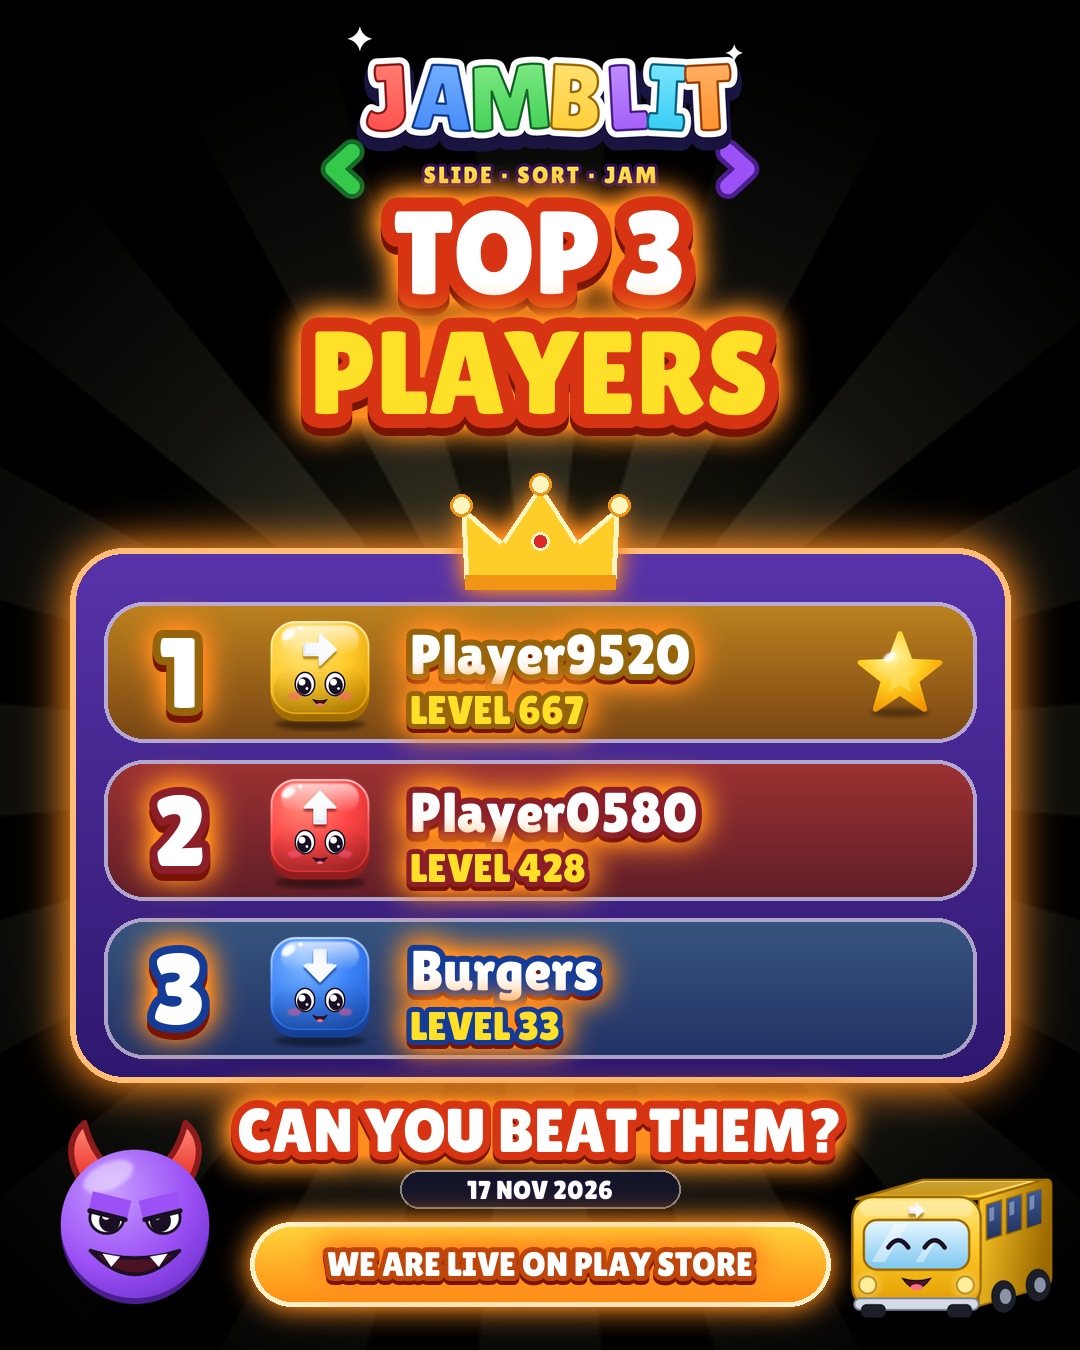 JAMBLIT
SLIDE · SORT · JAM
TOP 3
PLAYERS
1
Player9520
LEVEL 667
2
Player0580
LEVEL 428
3
Burgers
LEVEL 33
CAN YOU BEAT THEM?
17 NOV 2026
WE ARE LIVE ON PLAY STORE